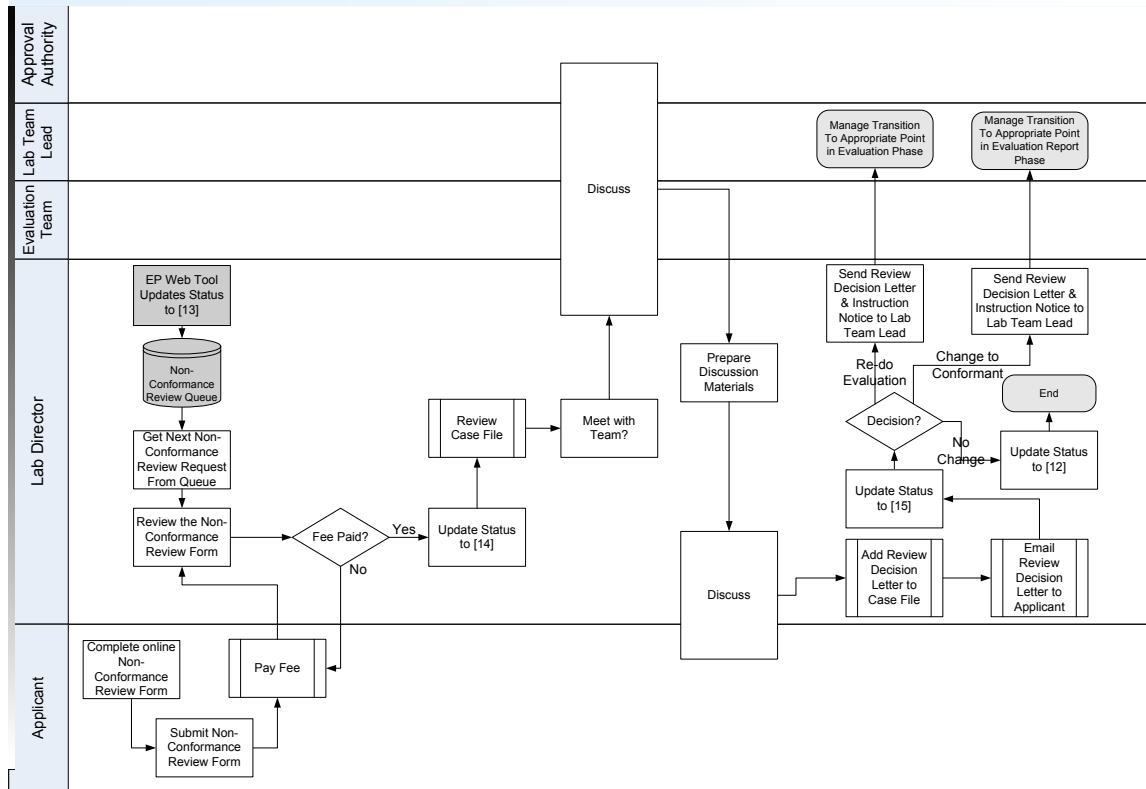 Approval
Authority
Lab Team
Lead
Evaluation
Team
Lab Director
Applicant
Discuss
Manage Transition
To Appropriate Point
in Evaluation Phase
Manage Transition
To Appropriate Point
in Evaluation Report
Phase
EP Web Tool
Updates Status
to [13]
Non-
Conformance
Review Queue
Get Next Non-
Conformance
Review Request
From Queue
Review the Non-
Conformance
Review Form
Fee Paid?
Yes
No
Update Status
to [14]
Review
Case File
Meet with
Team?
Prepare
Discussion
Materials
Discuss
Add Review
Decision
Letter to
Case File
Email
Review
Decision
Letter to
Applicant
Update Status
to [15]
Decision?
Re-do
Evaluation
Change to
Conformant
No
Change
Send Review
Decision Letter
& Instruction
Notice to Lab
Team Lead
Send Review
Decision Letter &
Instruction Notice to
Lab Team Lead
Update Status
to [12]
End
Complete online
Non-
Conformance
Review Form
Submit Non-
Conformance
Review Form
Pay Fee